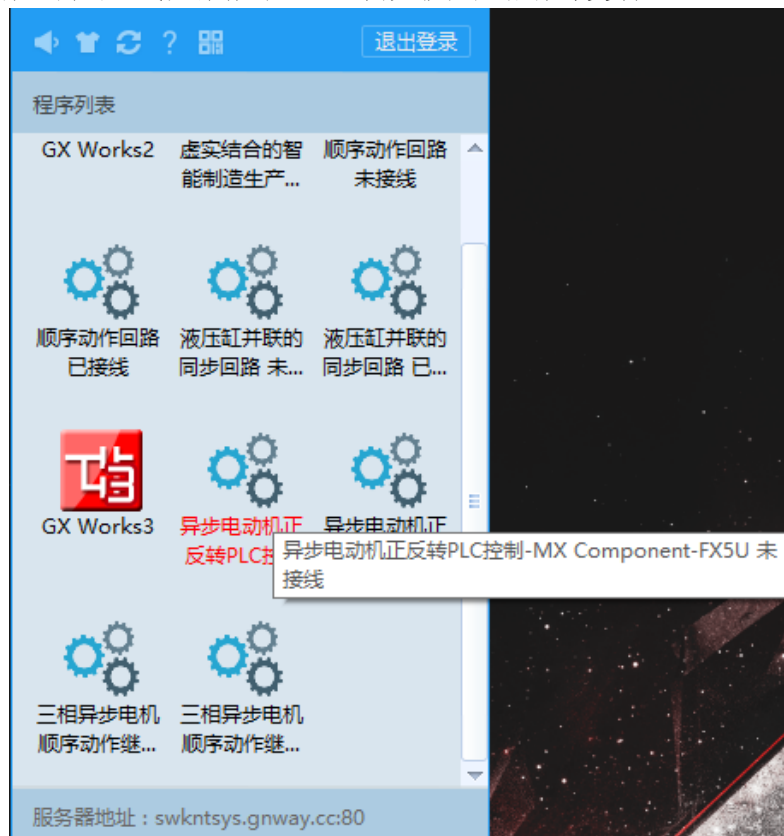 退出登录
程序列表
GX Works2
虚实结合的智
能制造生产...
顺序动作回路
未接线
顺序动作回路
已接线
液压缸并联的
同步回路 未...
液压缸并联的
同步回路 已...
GX Works3
异步电动机正
反转PLC控
异步电动机正
异步电动机正反转PLC控制-MX Component-FX5U 未
接线
三相异步电机
顺序动作继...
三相异步电机
顺序动作继...
服务器地址：swkntsys.gnway.cc:80